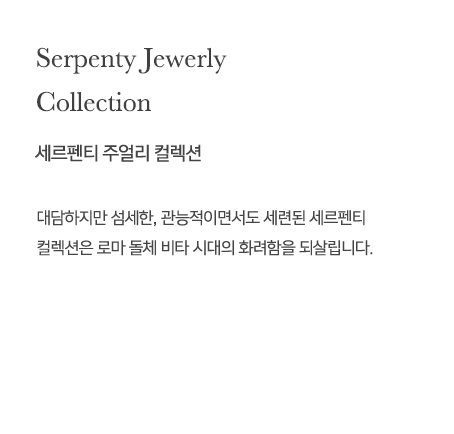 Serpenty Jewerly
Collection
세르펜티 주얼리 컬렉션
대담하지만 섬세한, 관능적이면서도 세련된 세르펜티
컬렉션은 로마 돌체 비타 시대의 화려함을 되살립니다.